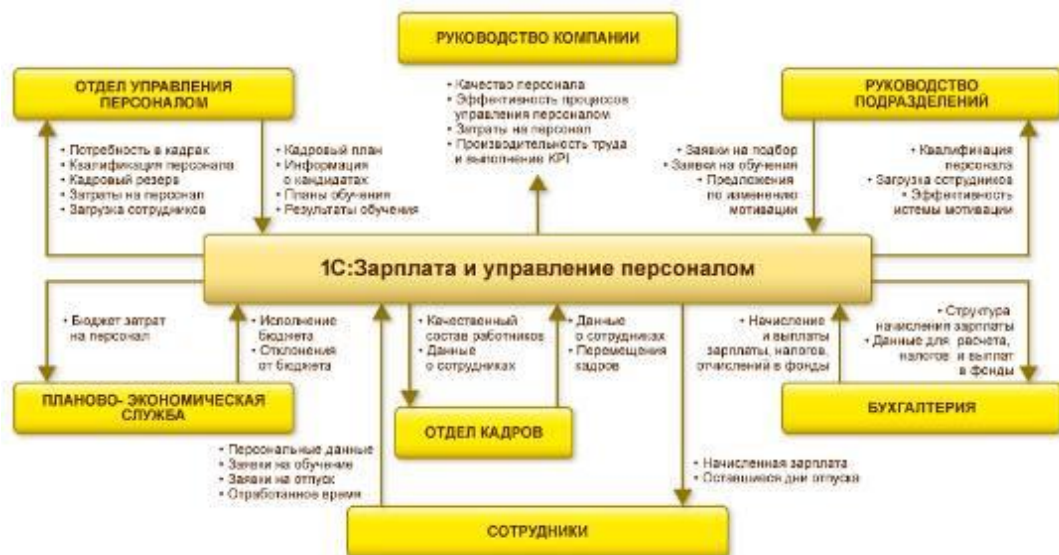 РУКОВОДСТВО КОМПАНИИ
ОТДЕЛ УПРАВЛЕНИЯ
ПЕРСОНАЛОМ
РУКОВОДСТВО
ПОДРАЗДЕЛЕНИЙ
• Качество персонала
• Эффективность процессов
управления персоналом
• Затраты на персонал
• Производительность труда
и выполнение KPI
• Потребность в кадрах
• Квалификация персонала
• Кадровый резерв
• Затраты на персонал
• Загрузка сотрудников
• Кадровый план
• Информация
о кандидатах
• Планы обучения
• Результаты обучения
• Заявки на подбор
• Заявки на обучения
• Предложения
по изменению
мотивации
• Квалификация
персонала
• Загрузка сотрудников
• Эффективность
истемы мотивации
1С:Зарплата и управление персоналом
• Бюджет затрат
на персонал
• Исполнение
бюджета
• Отклонения
от бюджета
• Качественный
состав работников
• Данные
о сотрудниках
• Данные
о сотрудниках
• Перемещения
кадров
• Начисление
и выплаты
зарплаты, налогов,
отчислений в фонды
• Структура
начисления зарплаты
• Данные для расчета,
налогов и выплат
в фонды
ПЛАНОВО- ЭКОНОМИЧЕСКАЯ
СЛУЖБА
ОТДЕЛ КАДРОВ
БУХГАЛТЕРИЯ
• Персональные данные
• Заявки на обучение
• Заявки на отпуск
• Отработанное время
• Начисленная зарплата
• Оставшиеся дни отпуска
СОТРУДНИКИ